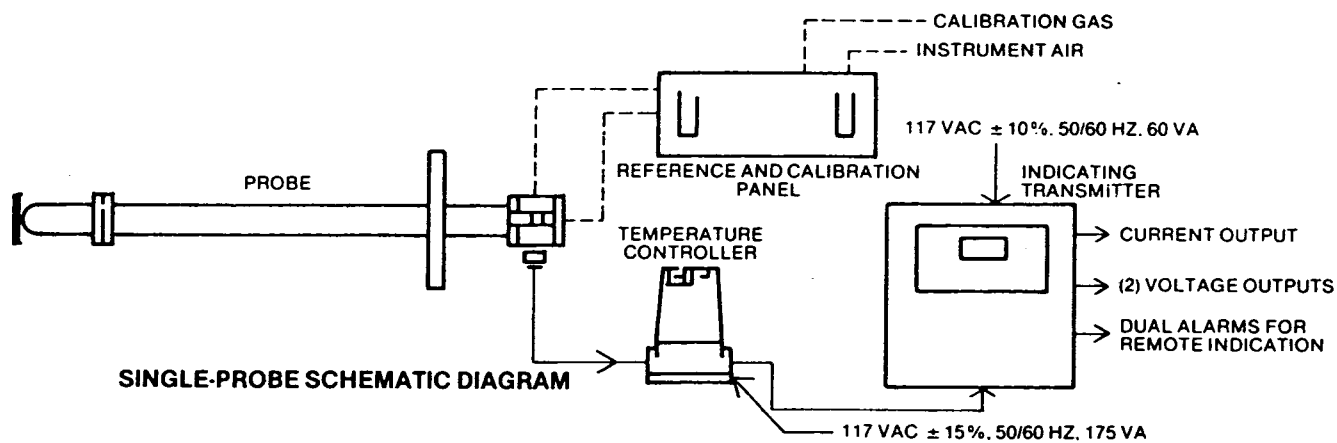 CALIBRATION GAS
INSTRUMENT AIR
117 VAC ± 10%. 50/60 HZ. 60 VA
REFERENCE AND CALIBRATION
PANEL
INDICATING
TRANSMITTER
PROBE
TEMPERATURE
CONTROLLER
CURRENT OUTPUT
(2) VOLTAGE OUTPUTS
DUAL ALARMS FOR
REMOTE INDICATION
SINGLE-PROBE SCHEMATIC DIAGRAM
117 VAC ± 15%, 50/60 HZ, 175 VA